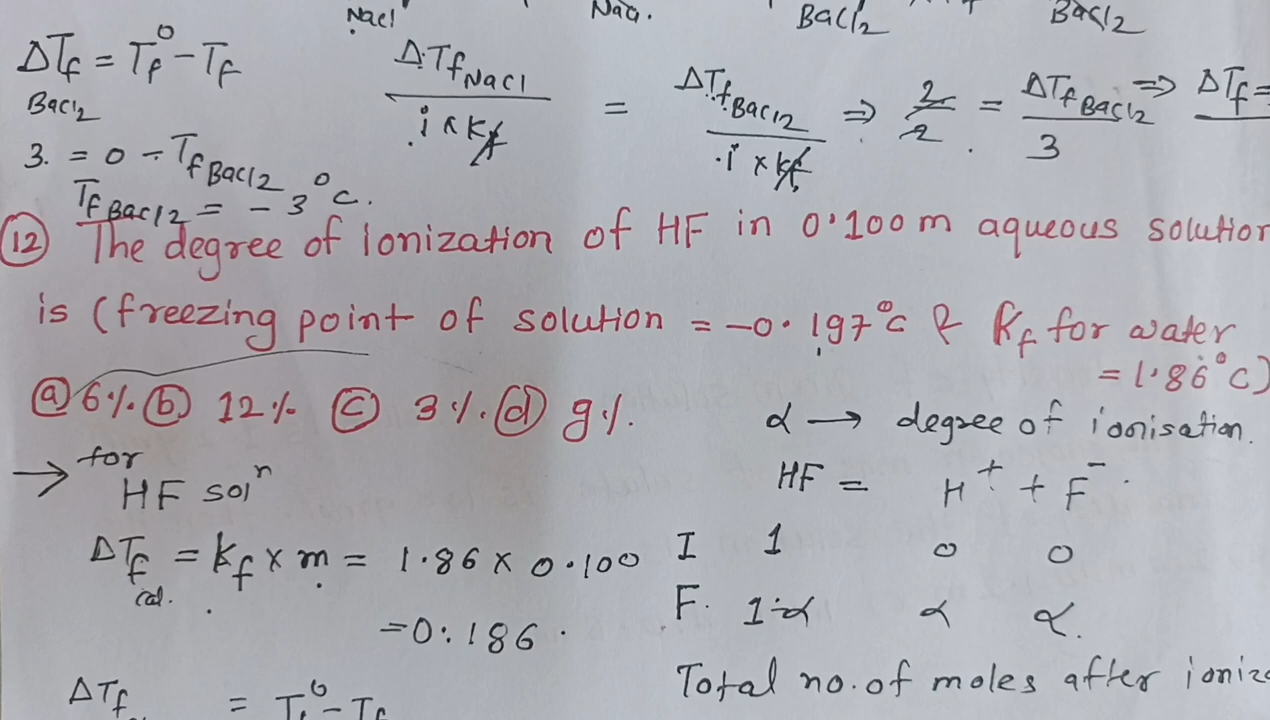 Nacl
BaCl2
BaCl2
ΔTf = Tf° - Tf
BaCl2
ΔTf NaCl / i x kf = ΔTf BaCl2 / i x kf ⇒ 2/2 = ΔTf BaCl2 / 3 ⇒ ΔTf =
3. = 0 - Tf BaCl2
Tf BaCl2 = - 3°C.
(12) The degree of ionization of HF in 0.100 m aqueous solution
is (freezing point of solution = -0.197°C & Kf for water
= 1.86°C)
(a) 6%. (b) 12% (c) 3%. (d) 9%.
α → degree of ionisation.
→ for HF solⁿ
HF = H⁺ + F⁻
ΔTf cal. = kf x m = 1.86 x 0.100
= 0.186.
I 1 0 0
F. 1-α α α.
Total no. of moles after
ΔTf = Tf° - Tf